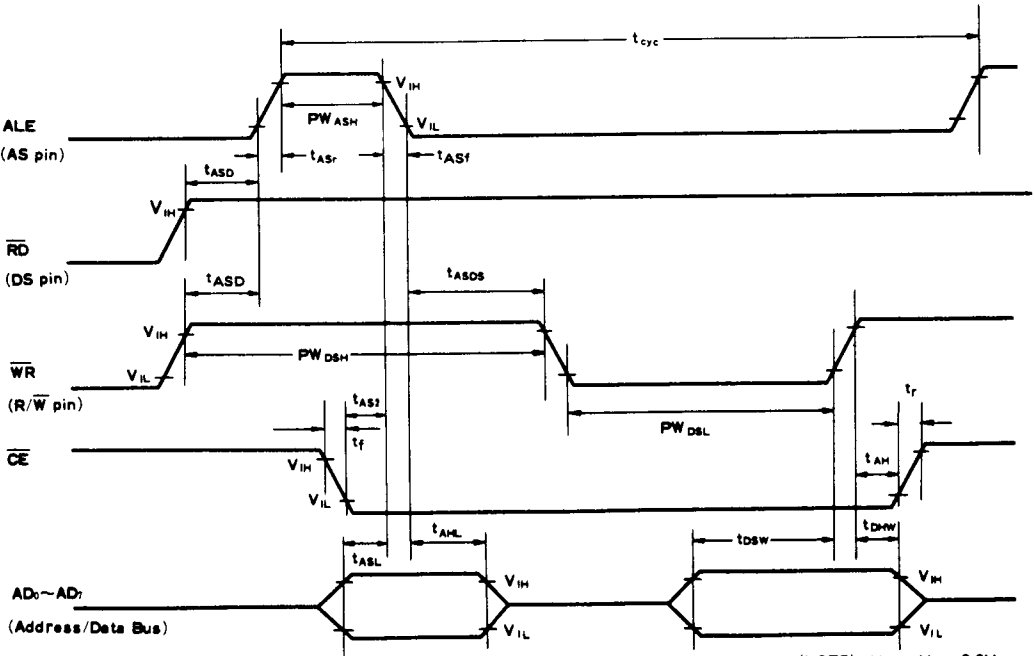 tcyc
VIH
PWASH
ALE
VIL
(AS pin)
tASr
tASf
tASD
VIH
RD
(DS pin)
tASD
tASDS
VIH
PWDSH
WR
VIL
(R/W pin)
tAS2
tr
tf
PWDSL
CE
VIH
tAH
VIL
tAHL
tDSW
tDHW
tASL
AD0~AD7
VIH
VIH
(Address/Data Bus)
VIL
VIL